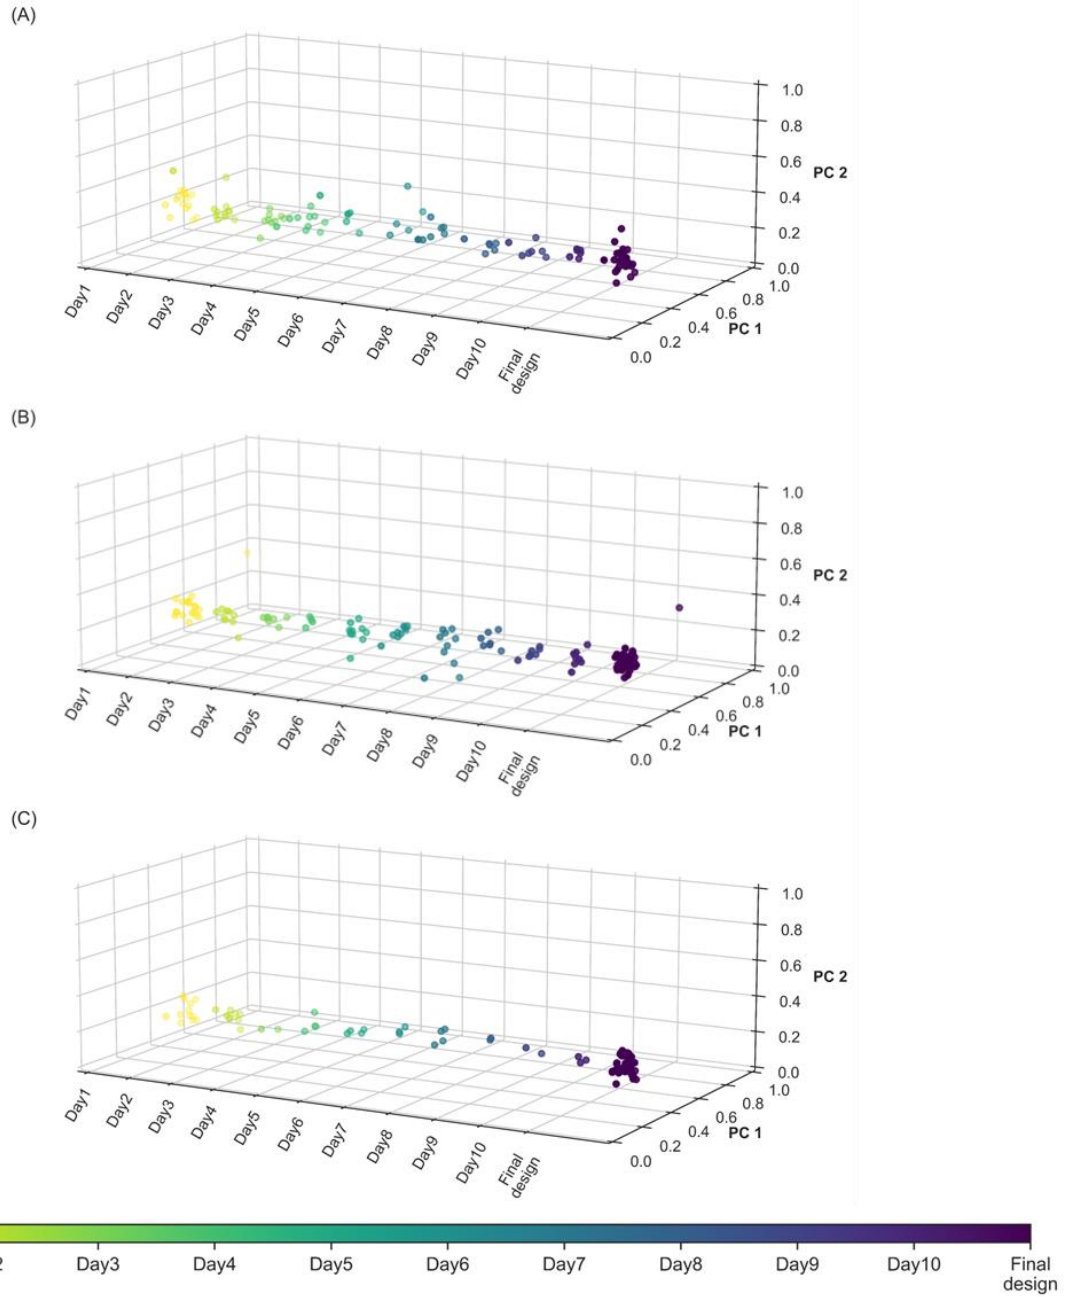 (A)
1.0
0.8
0.6
0.4
0.2
0.0
PC 2
1.0
0.8
0.6
0.4
0.2
0.0
PC 1
Day1
Day2
Day3
Day4
Day5
Day6
Day7
Day8
Day9
Day10
Final
design
(B)
1.0
0.8
0.6
0.4
0.2
0.0
PC 2
1.0
0.8
0.6
0.4
0.2
0.0
PC 1
Day1
Day2
Day3
Day4
Day5
Day6
Day7
Day8
Day9
Day10
Final
design
(C)
1.0
0.8
0.6
0.4
0.2
0.0
PC 2
1.0
0.8
0.6
0.4
0.2
0.0
PC 1
Day1
Day2
Day3
Day4
Day5
Day6
Day7
Day8
Day9
Day10
Final
design
Day3 Day4 Day5 Day6 Day7 Day8 Day9 Day10 Final
design